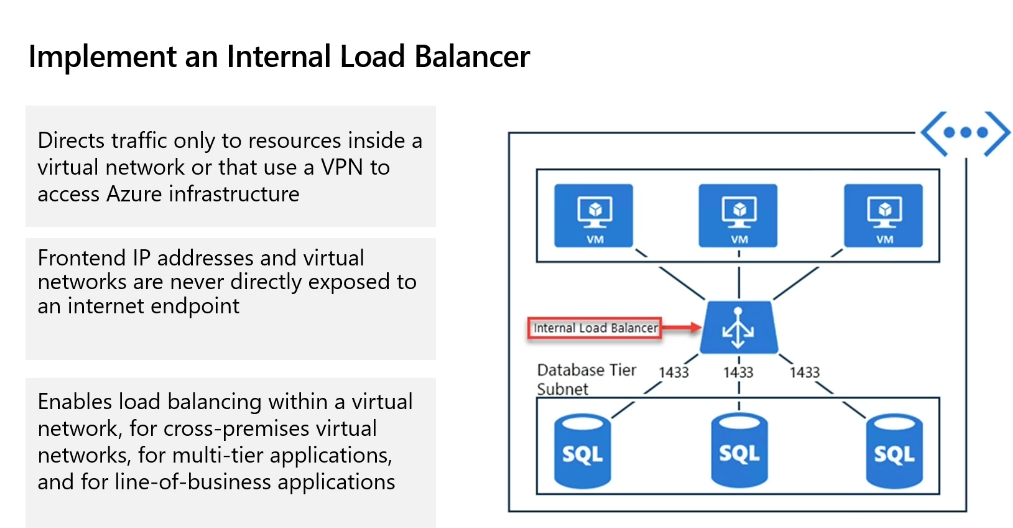 Implement an Internal Load Balancer
Directs traffic only to resources inside a
virtual network or that use a VPN to
access Azure infrastructure
Frontend IP addresses and virtual
networks are never directly exposed to
an internet endpoint
Enables load balancing within a virtual
network, for cross-premises virtual
networks, for multi-tier applications,
and for line-of-business applications
VM
VM
VM
Internal Load Balancer
Database Tier
Subnet
1433
1433
1433
SQL
SQL
SQL